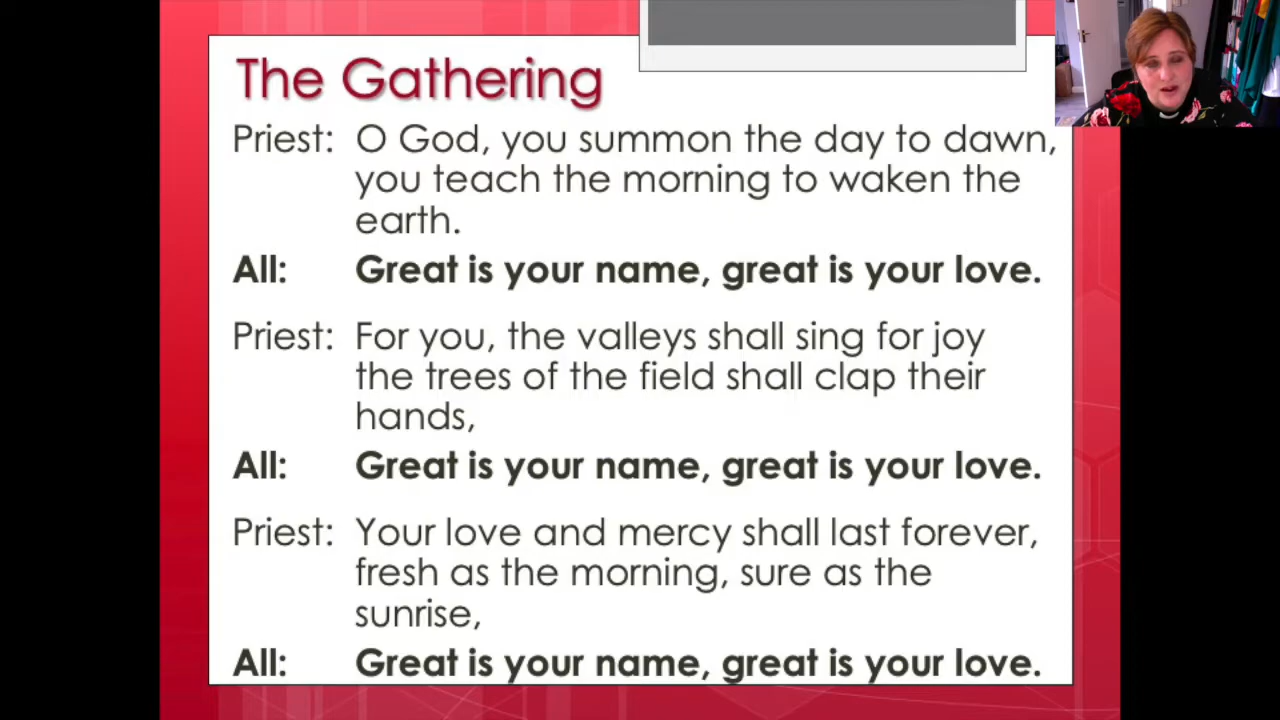 The Gathering
Priest: O God, you summon the day to dawn,
you teach the morning to waken the
earth.
All: Great is your name, great is your love.
Priest: For you, the valleys shall sing for joy
the trees of the field shall clap their
hands,
All: Great is your name, great is your love.
Priest: Your love and mercy shall last forever,
fresh as the morning, sure as the
sunrise,
All: Great is your name, great is your love.